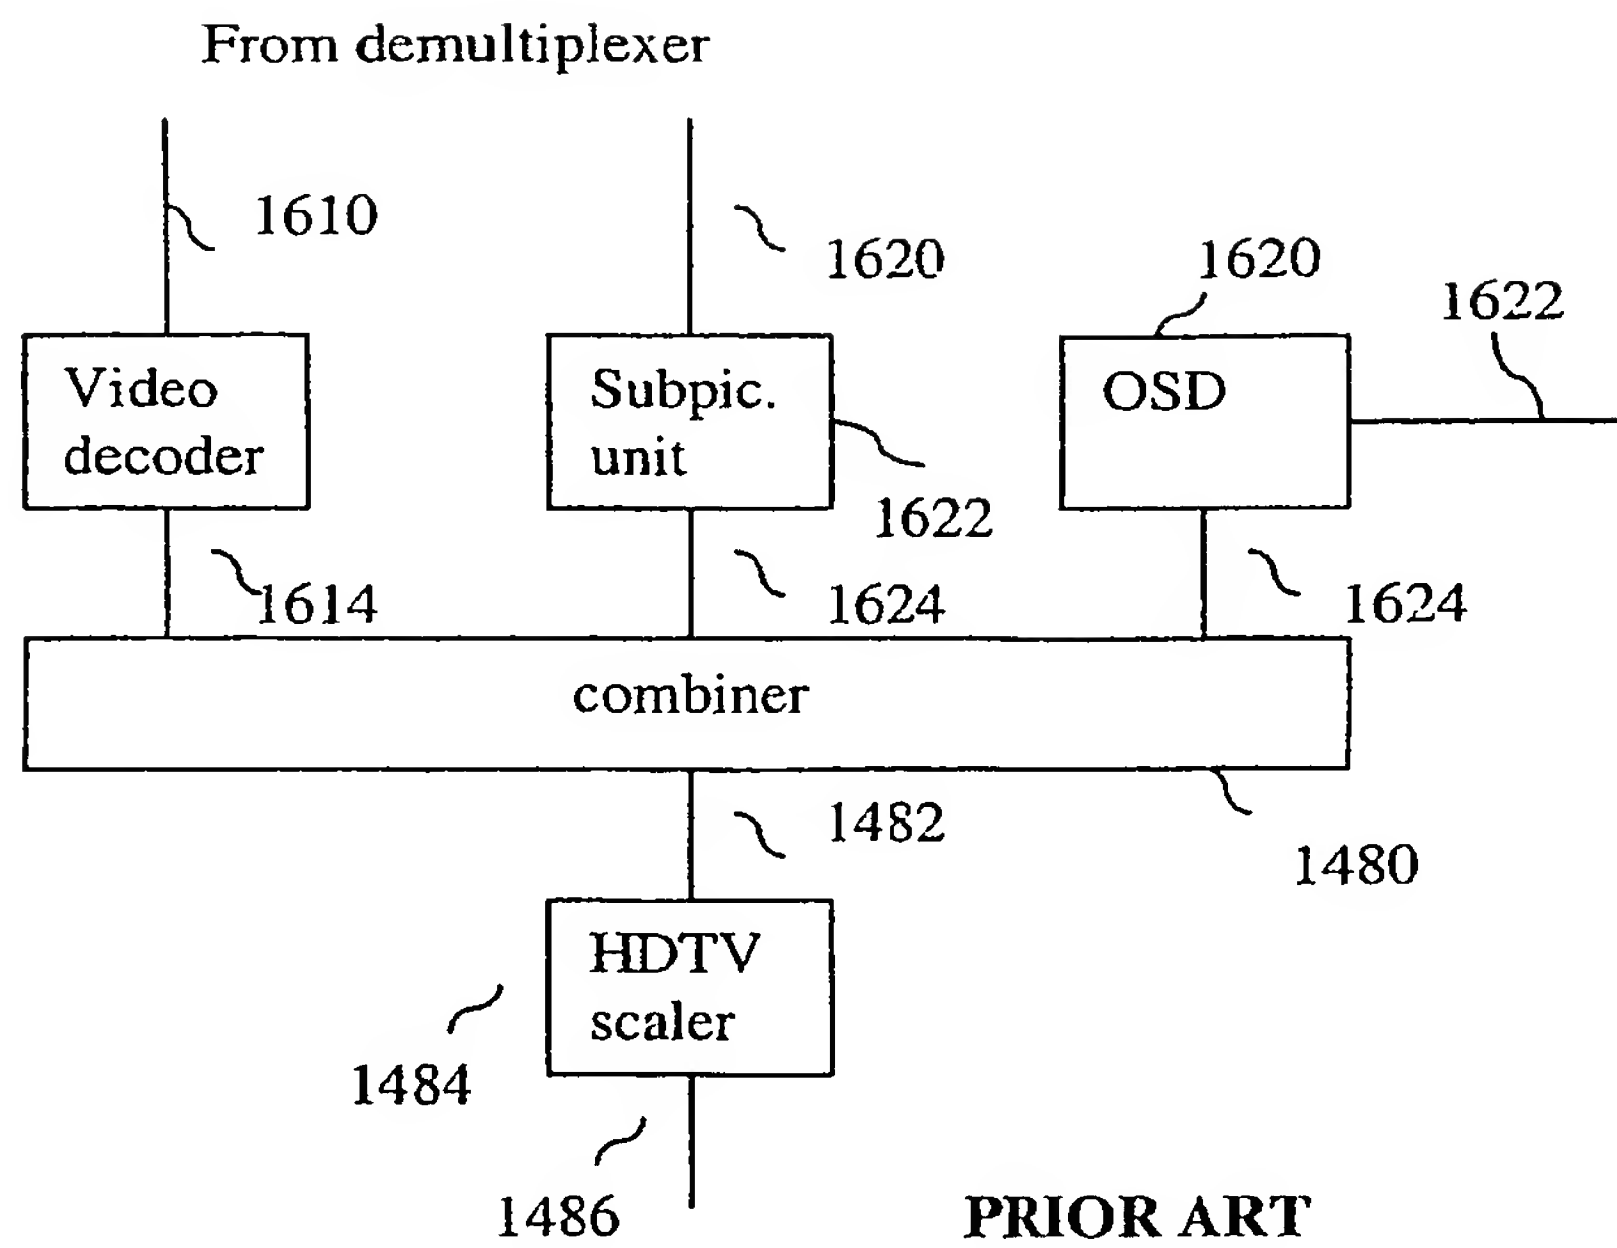 From demultiplexer
1610
1620
1620
1622
Video
decoder
Subpic.
unit
OSD
1622
1614
1624
1624
combiner
1482
1480
HDTV
scaler
1484
1486
PRIOR ART